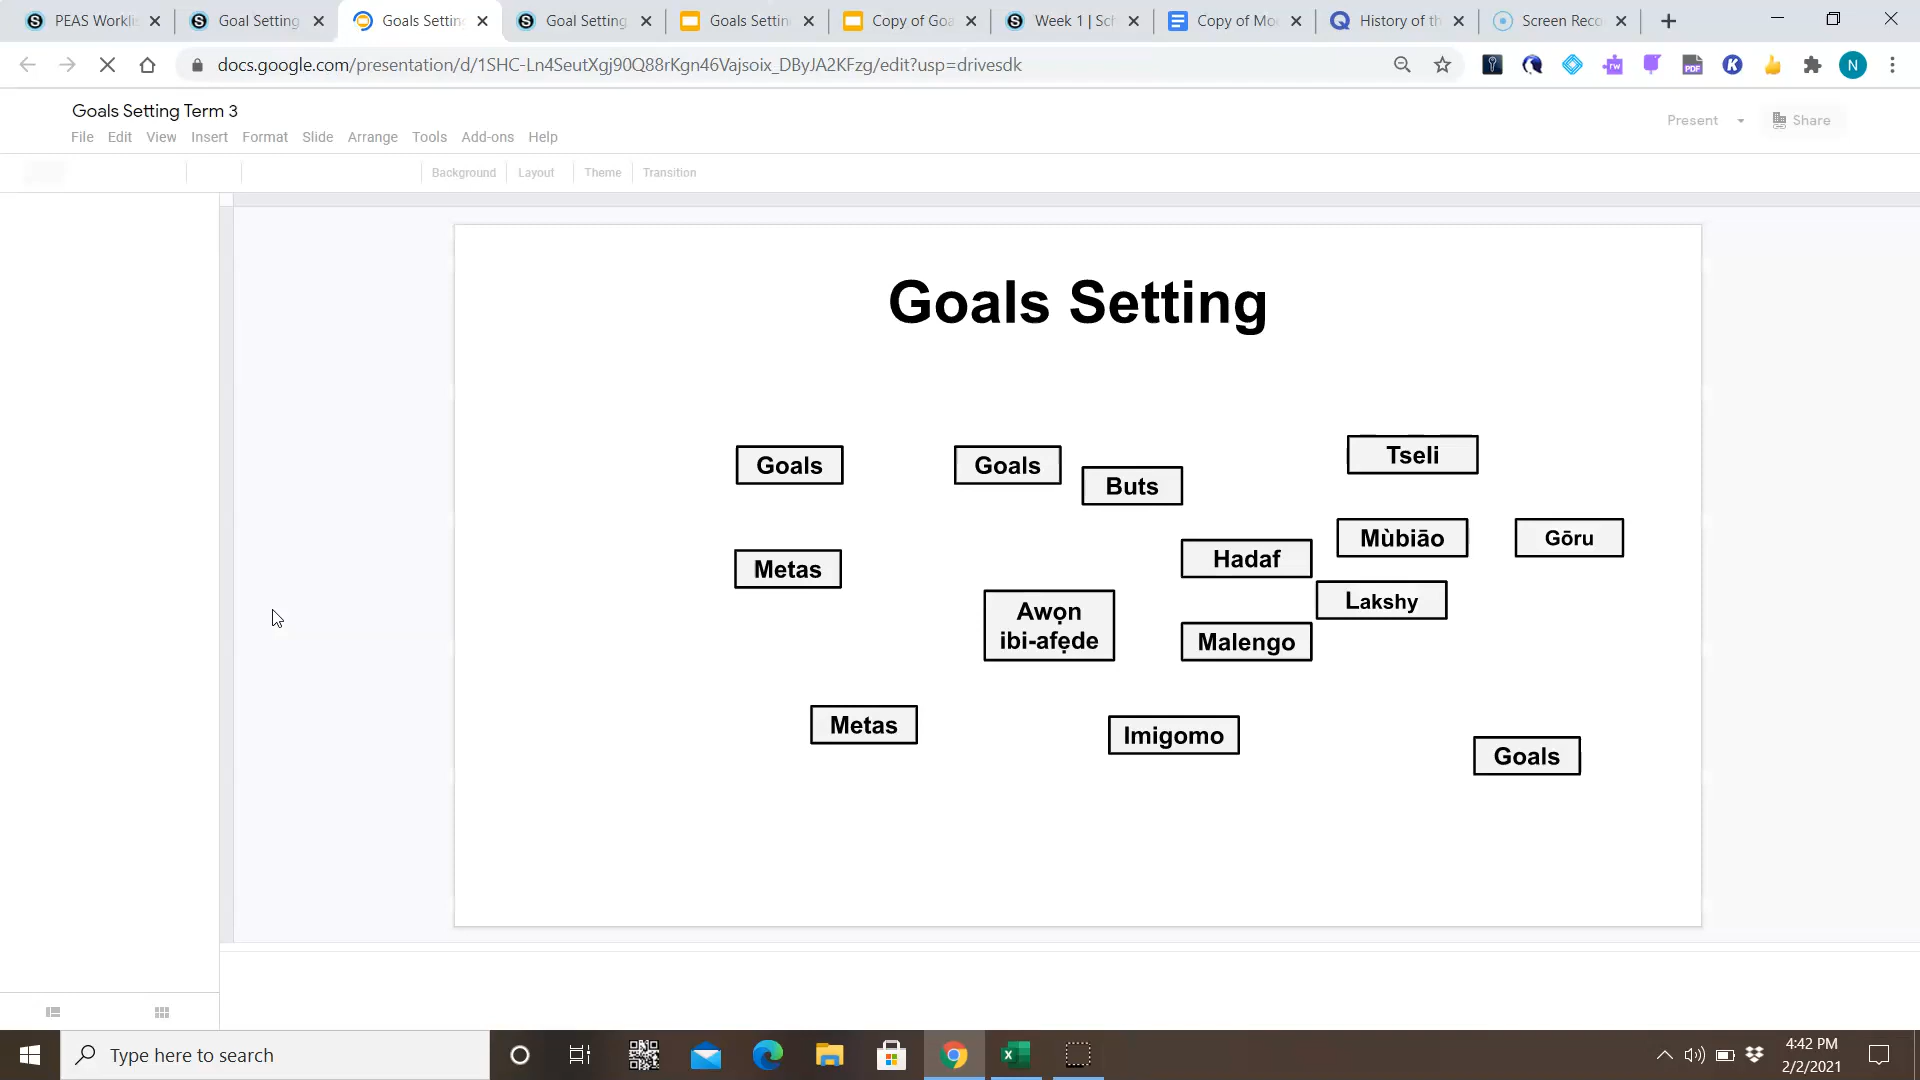 PEAS Workli
Goal Setting
Goals Settin
Goal Setting
Goals Settin
Copy of Goa
Week 1 | Sch
Copy of Mo
History of th
Screen Reco
docs.google.com/presentation/d/1SHC-Ln4SeutXgj90Q88rKgn46Vajsoix_DByJA2KFzg/edit?usp=drivesdk
rw
PDF
K
N
Goals Setting Term 3
File Edit View Insert Format Slide Arrange Tools Add-ons Help
Present
Share
Background Layout Theme Transition
Goals Setting
Goals
Goals
Buts
Tseli
Metas
Hadaf
Mùbiāo
Gōru
Awọn
ibi-afẹde
Lakshy
Malengo
Metas
Imigomo
Goals
Type here to search
4:42 PM
2/2/2021